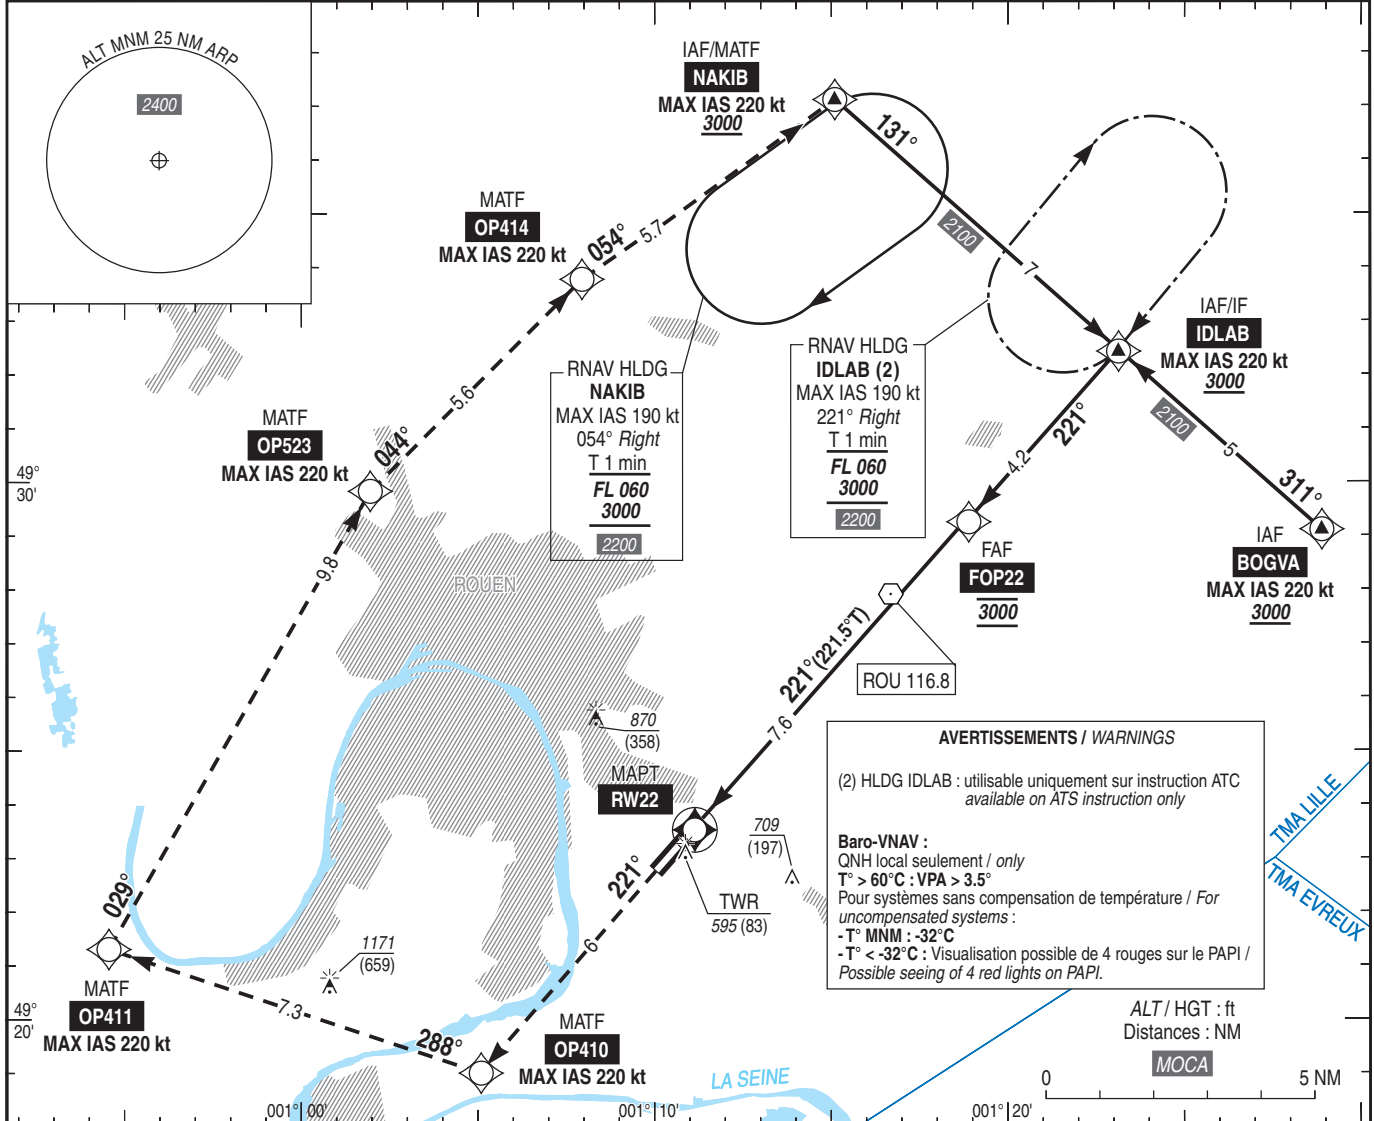 ALT MNM 25 NM ARP
2400
IAF/MATF
NAKIB
MAX IAS 220 kt
3000
131°
2100
7
MATF
OP414
MAX IAS 220 kt
054°
5.7
IAF/IF
IDLAB
MAX IAS 220 kt
3000
RNAV HLDG
NAKIB
MAX IAS 190 kt
054° Right
T 1 min
FL 060
3000
2200
RNAV HLDG
IDLAB (2)
MAX IAS 190 kt
221° Right
T 1 min
FL 060
3000
2200
5.6
MATF
OP523
MAX IAS 220 kt
044°
221°
4.2
2100
5
311°
49°
30'
IAF
BOGVA
MAX IAS 220 kt
3000
FAF
FOP22
3000
9.8
ROUEN
221°(221.5°T)
7.6
ROU 116.8
870
(358)
MAPT
RW22
709
(197)
TWR
595 (83)
AVERTISSEMENTS / WARNINGS
(2) HLDG IDLAB : utilisable uniquement sur instruction ATC
available on ATS instruction only
Baro-VNAV :
QNH local seulement / only
T° > 60°C : VPA > 3.5°
Pour systèmes sans compensation de température / For
uncompensated systems :
- T° MNM : -32°C
- T° < -32°C : Visualisation possible de 4 rouges sur le PAPI /
Possible seeing of 4 red lights on PAPI.
TMA LILLE
TMA EVREUX
029°
221°
6
1171
(659)
MATF
OP411
MAX IAS 220 kt
7.3
288°
MATF
OP410
MAX IAS 220 kt
49°
20'
LA SEINE
ALT / HGT : ft
Distances : NM
MOCA
0 5 NM
001° 00'
001° 10'
001° 20'